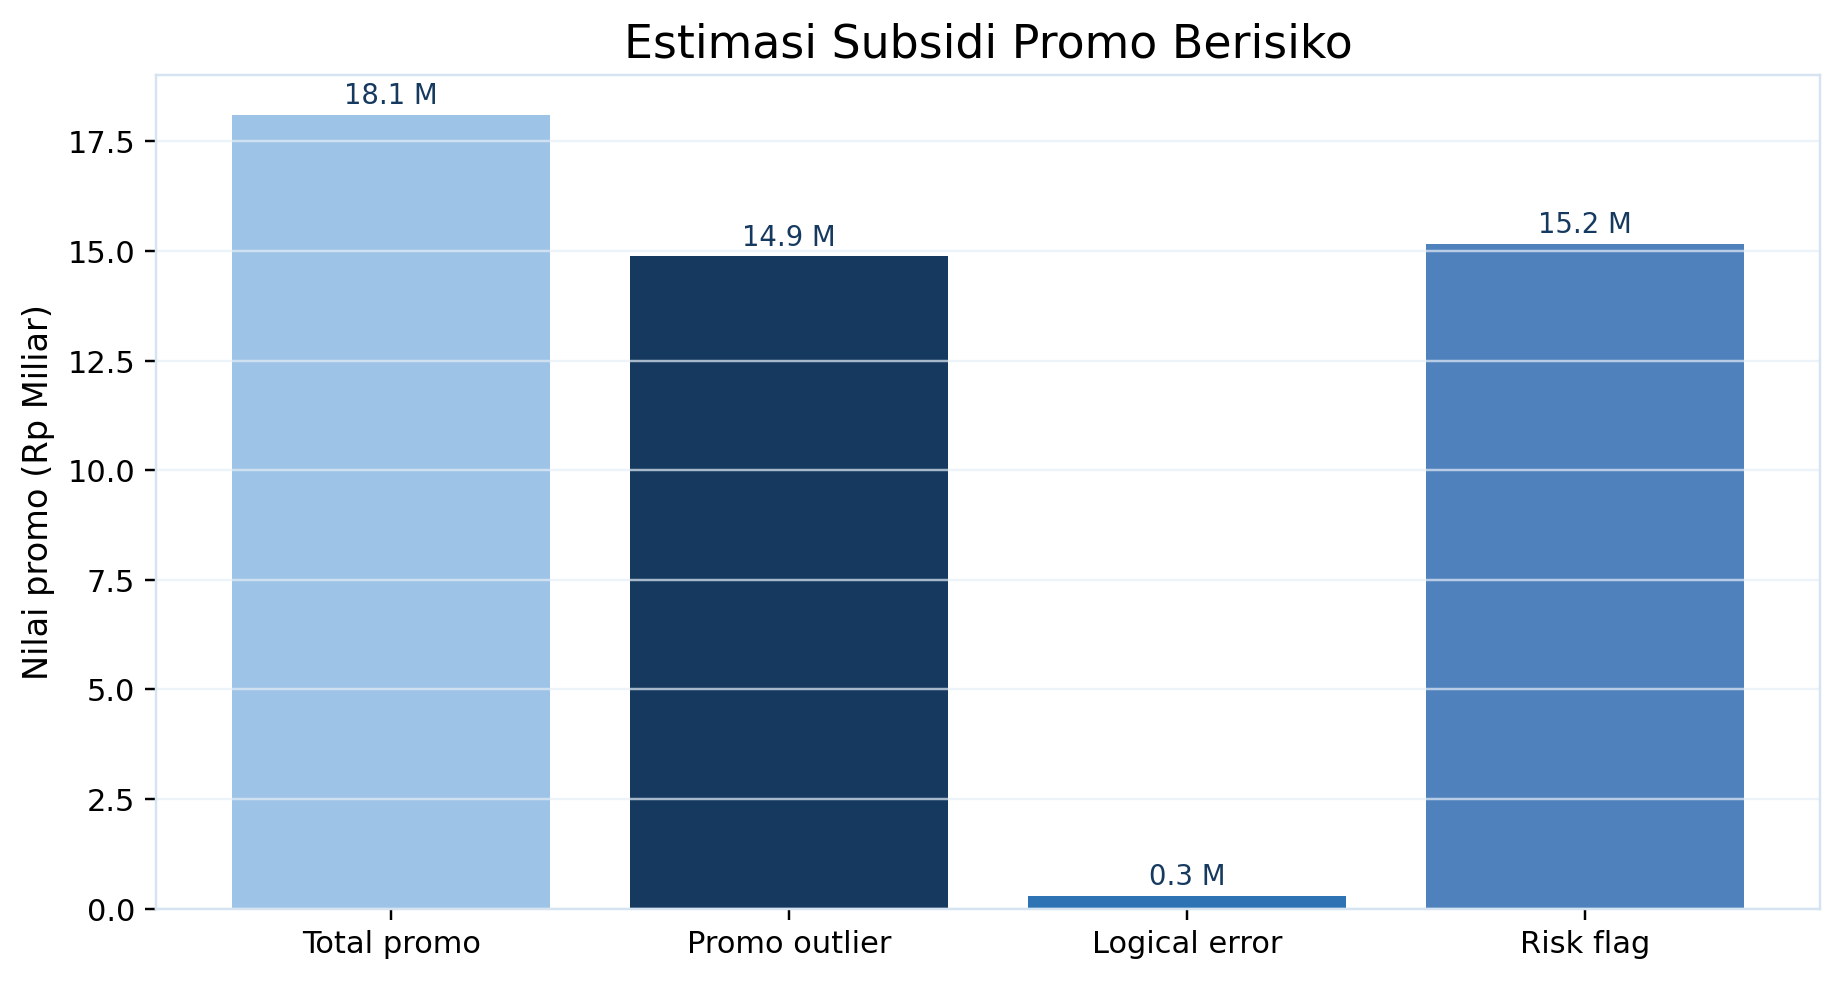 Estimasi Subsidi Promo Berisiko
Nilai promo (Rp Miliar)
17.5
15.0
12.5
10.0
7.5
5.0
2.5
0.0
18.1 M
14.9 M
0.3 M
15.2 M
Total promo
Promo outlier
Logical error
Risk flag